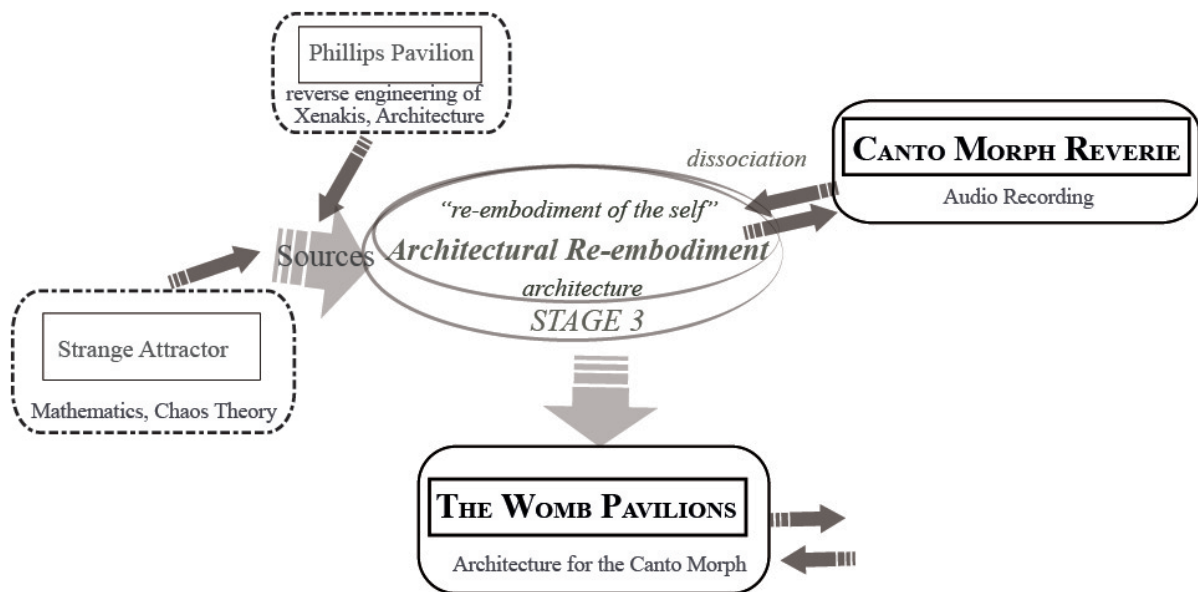 Phillips Pavilion
reverse engineering of
Xenakis, Architecture
dissociation
CANTO MORPH REVERIE
Audio Recording
"re-embodiment of the self"
Sources
Architectural Re-embodiment
architecture
STAGE 3
Strange Attractor
Mathematics, Chaos Theory
THE WOMB PAVILIONS
Architecture for the Canto Morph